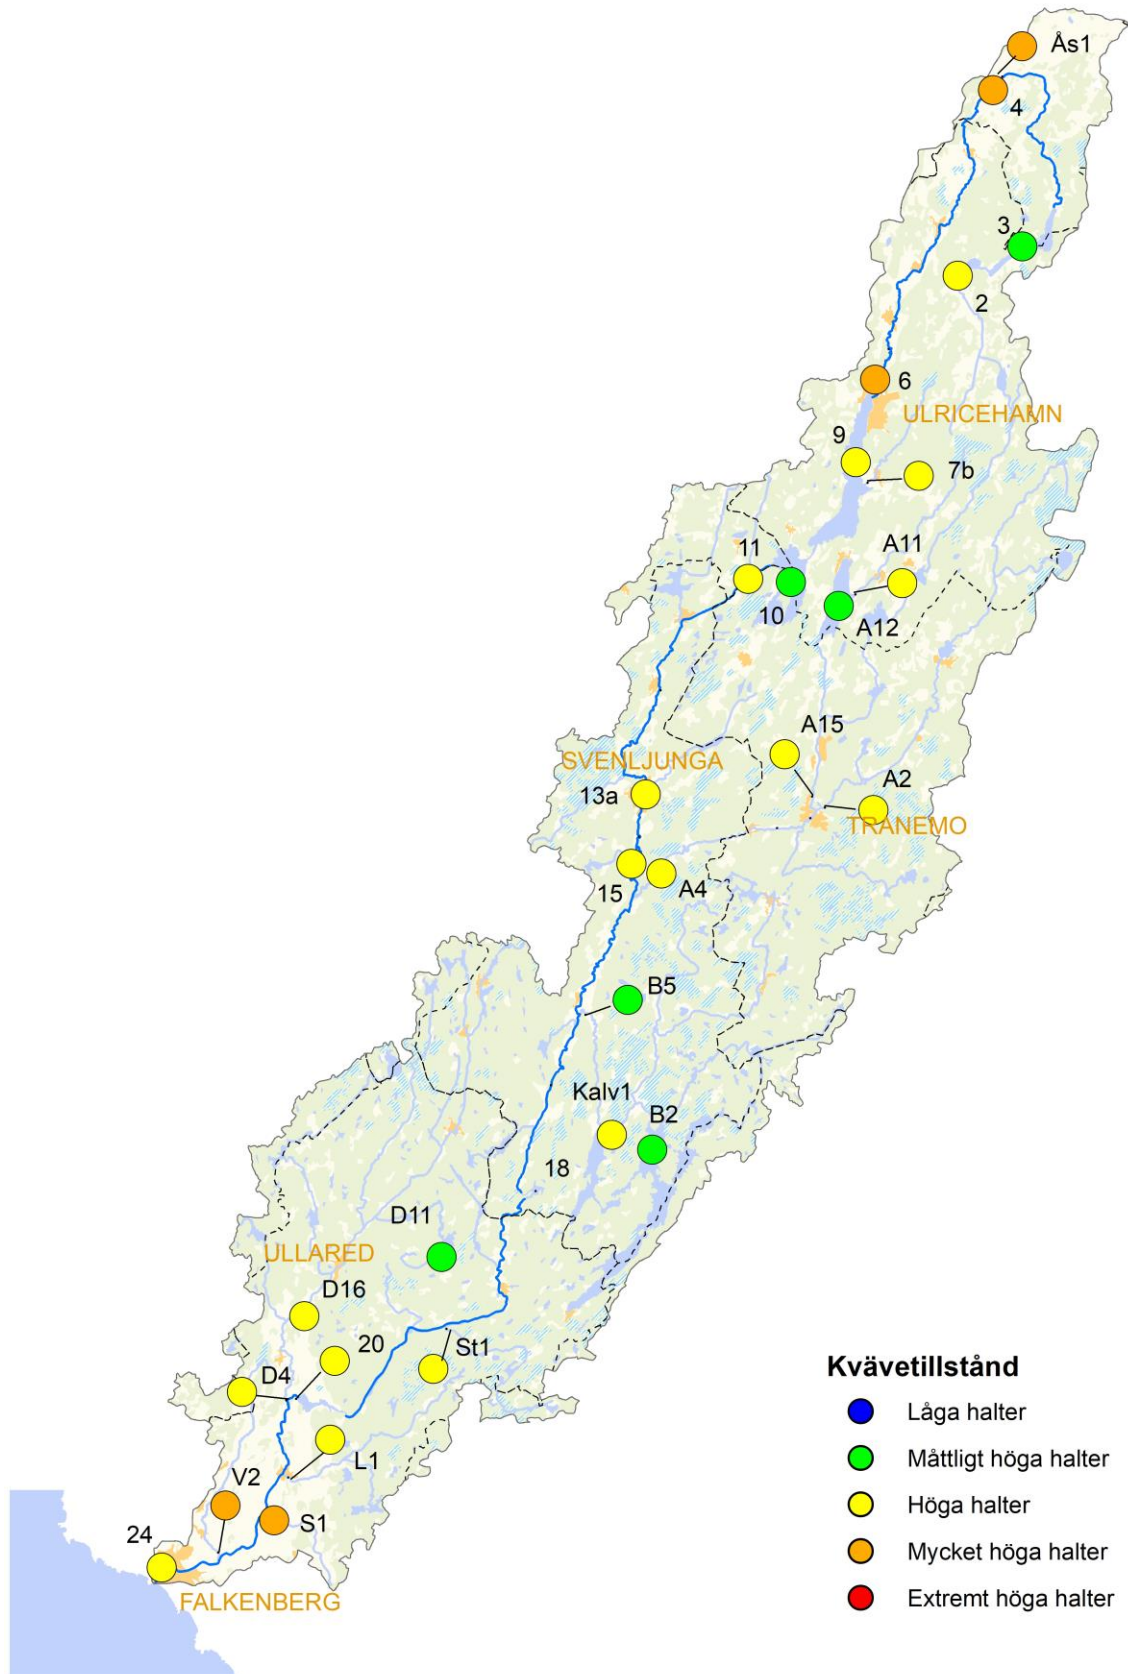 Ås1
4
3
2
6
ULRICEHAMN
9
7b
11
A11
10
A12
A15
SVENLJUNGA
13a
A2
TRANEMO
15
A4
B5
Kalv1
B2
18
D11
ULLARED
D16
20
St1
D4
L1
V2
S1
24
FALKENBERG
Kvävetillstånd
Låga halter
Måttligt höga halter
Höga halter
Mycket höga halter
Extremt höga halter